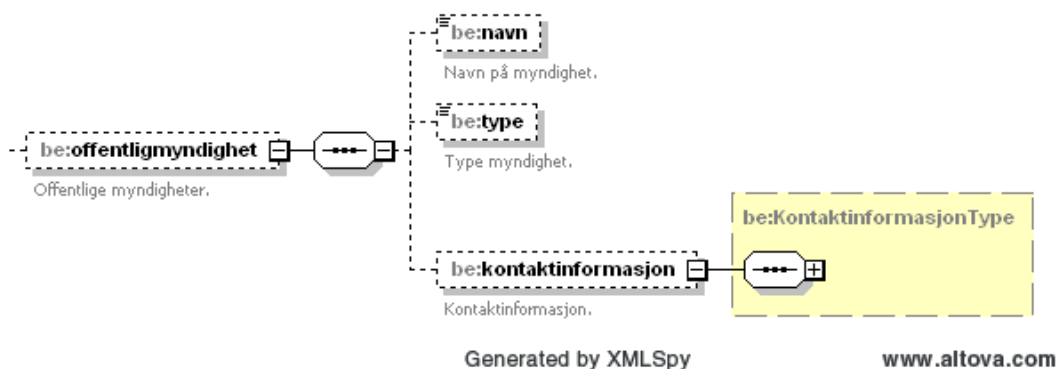 be:navn
Navn på myndighet.
be:type
Type myndighet.
be:offentligmyndighet
Offentlige myndigheter.
be:KontaktinformasjonType
be:kontaktinformasjon
Kontaktinformasjon.
Generated by XMLSpy
www.altova.com